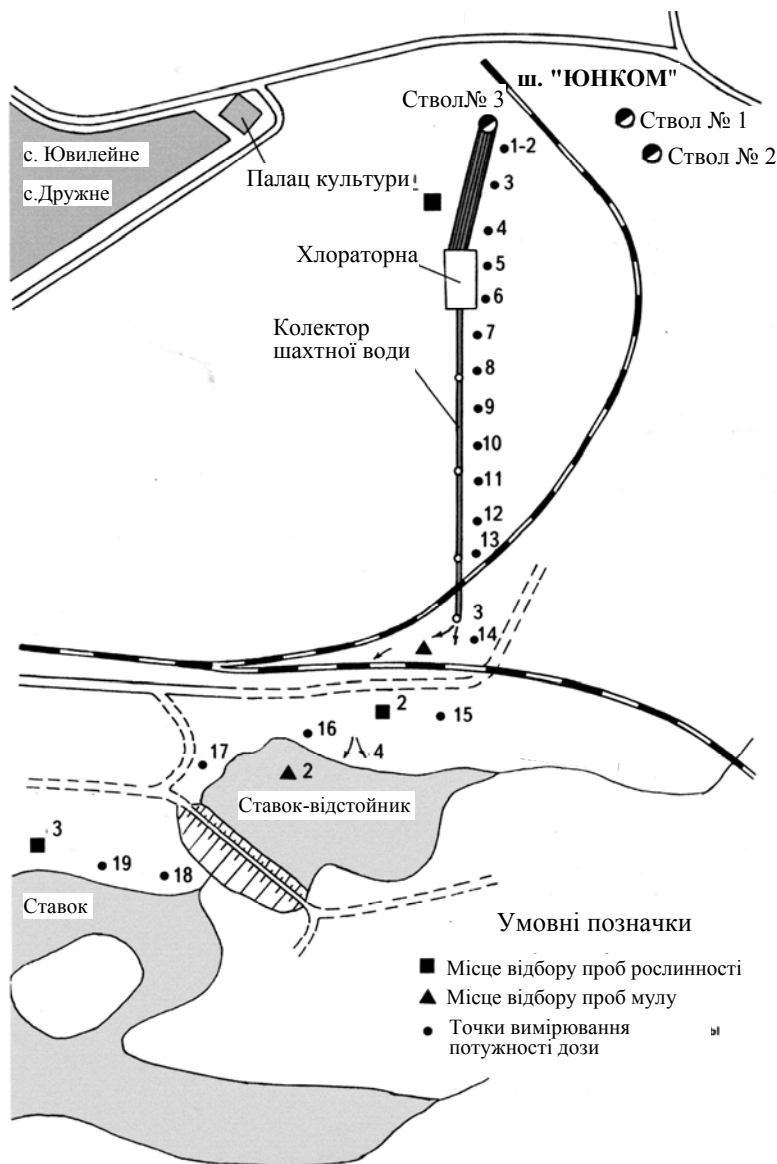 ш. "ЮНКОМ"
Ствол№ 3
Ствол № 1
Ствол № 2
с. Ювилейне
с.Дружне
Палац культури
1-2
3
4
Хлораторна
5
6
Колектор
шахтної води
7
8
9
10
11
12
13
3
14
2
15
16
4
17
2
Ставок-відстойник
3
19
18
Ставок
Умовні позначки
Місце відбору проб рослинності
Місце відбору проб мулу
Точки вимірювання
потужності дози
ы